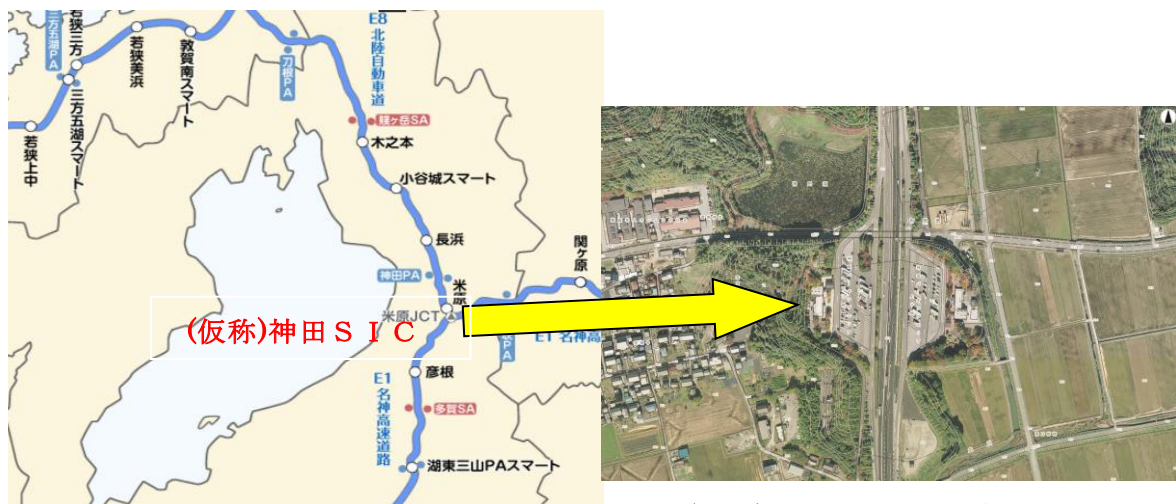 三方五湖PA
若狭三方
若狭美浜
敦賀南スマート
三方五湖スマート
若狭上中
刀根PA
E8
北陸自動車道
賤ヶ岳SA
木之本
小谷城スマート
長浜
神田PA
米原
米原JCT
関ヶ原
(仮称)神田ＳＩＣ
E1 名神高
彦根
E1
名神高速道路
多賀SA
湖東三山PAスマート